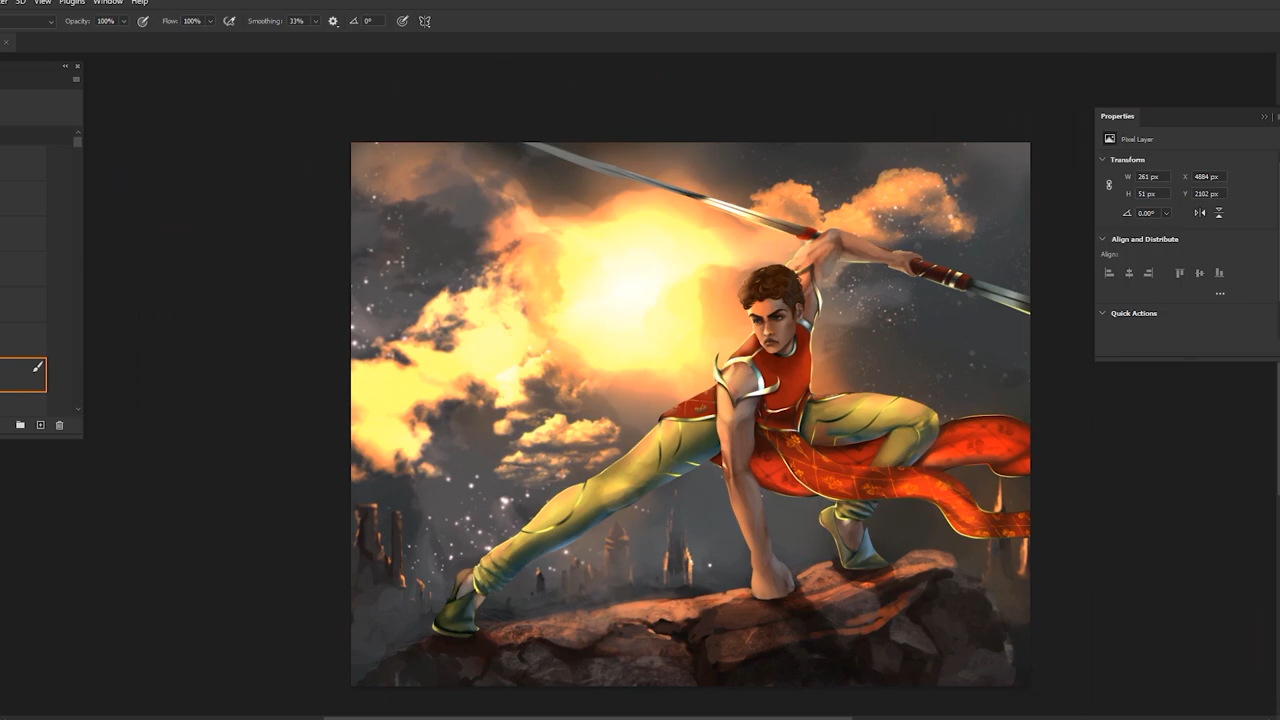 3D View Plugins Window Help
Opacity: 100% Flow: 100% Smoothing: 33% 0°
Properties
Pixel Layer
Transform
W 261 px X 4884 px
H 51 px Y 2102 px
0.00°
Align and Distribute
Align:
Quick Actions